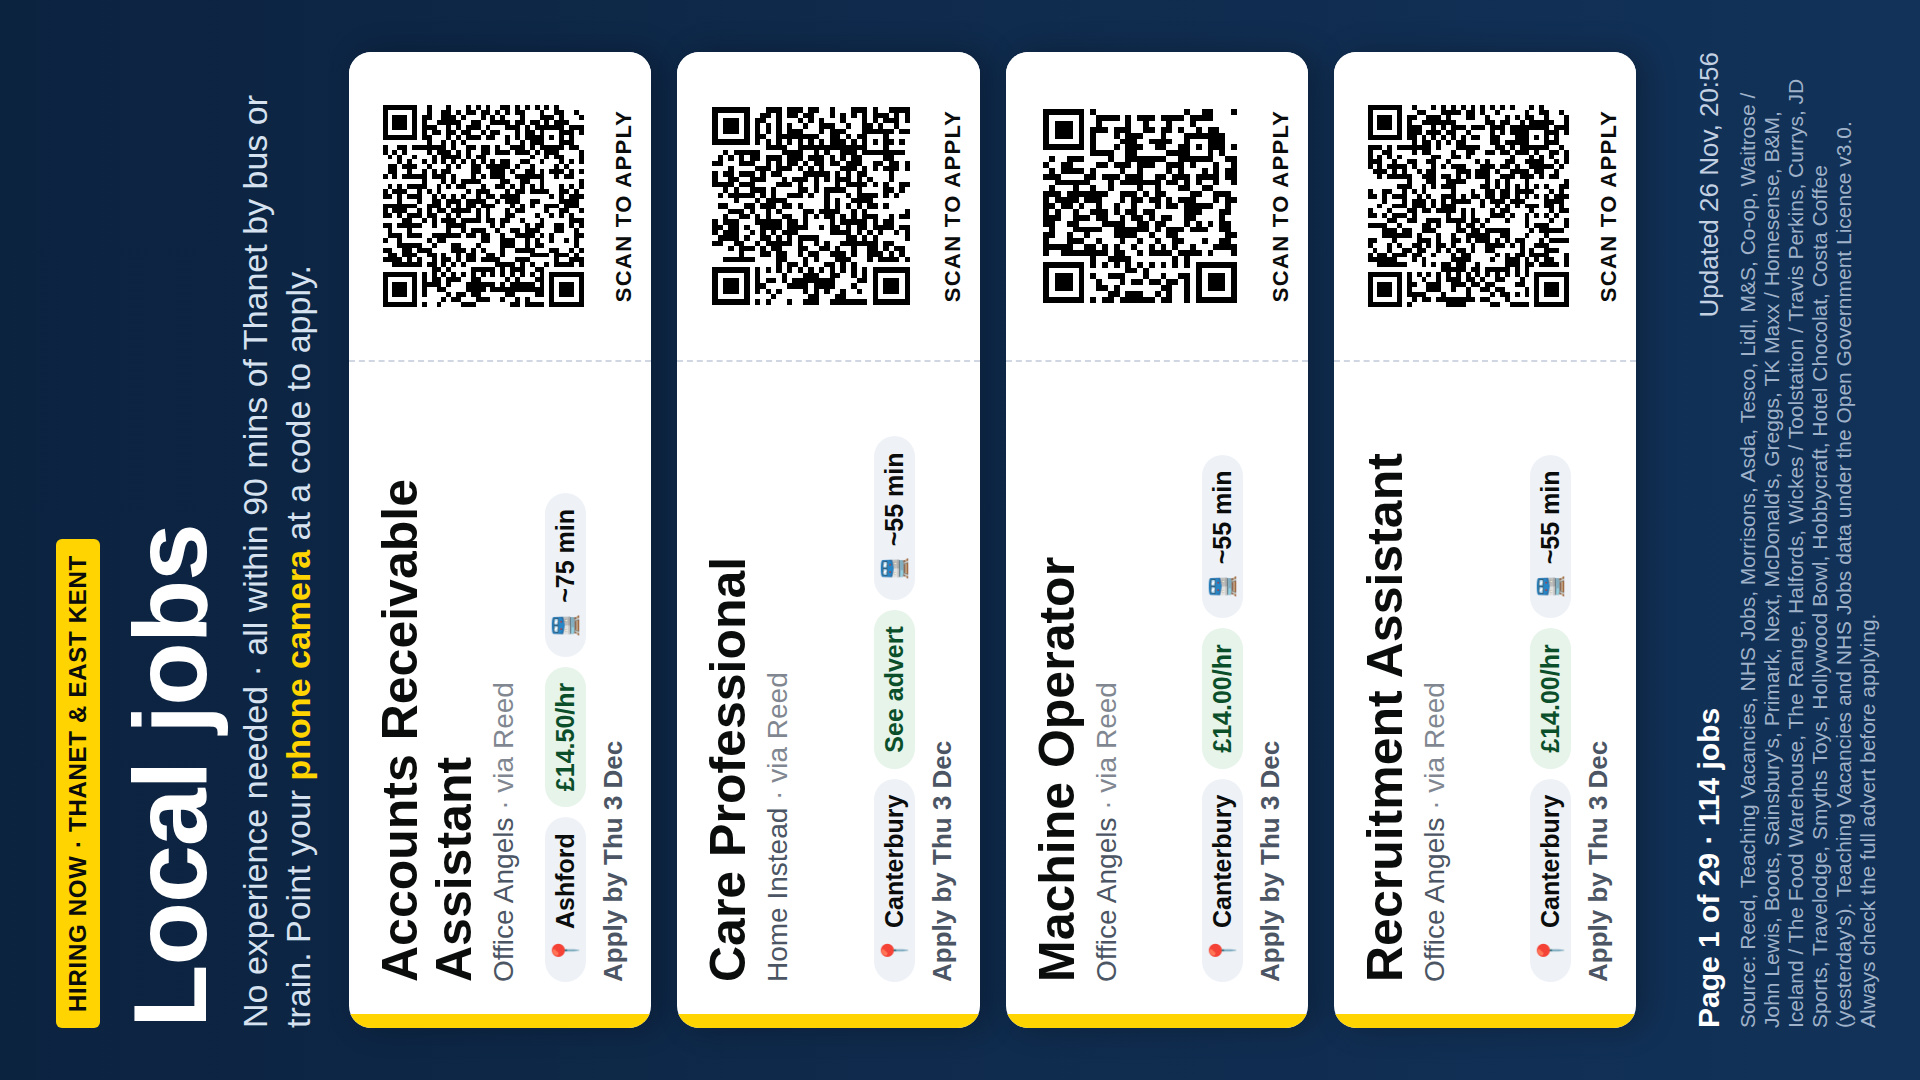 HIRING NOW · THANET & EAST KENT
Local jobs
No experience needed · all within 90 mins of Thanet by bus or
train. Point your phone camera at a code to apply.
Accounts Receivable
Assistant
Office Angels · via Reed
📍 Ashford £14.50/hr 🚆 ~75 min
Apply by Thu 3 Dec
SCAN TO APPLY
Care Professional
Home Instead · via Reed
📍 Canterbury See advert 🚆 ~55 min
Apply by Thu 3 Dec
SCAN TO APPLY
Machine Operator
Office Angels · via Reed
📍 Canterbury £14.00/hr 🚆 ~55 min
Apply by Thu 3 Dec
SCAN TO APPLY
Recruitment Assistant
Office Angels · via Reed
📍 Canterbury £14.00/hr 🚆 ~55 min
Apply by Thu 3 Dec
SCAN TO APPLY
Page 1 of 29 · 114 jobs
Updated 26 Nov, 20:56
Source: Reed, Teaching Vacancies, NHS Jobs, Morrisons, Asda, Tesco, Lidl, M&S, Co-op, Waitrose /
John Lewis, Boots, Sainsbury's, Primark, Next, McDonald's, Greggs, TK Maxx / Homesense, B&M,
Iceland / The Food Warehouse, The Range, Halfords, Wickes / Toolstation / Travis Perkins, Currys, JD
Sports, Travelodge, Smyths Toys, Hollywood Bowl, Hobbycraft, Hotel Chocolat, Costa Coffee
(yesterday's). Teaching Vacancies and NHS Jobs data under the Open Government Licence v3.0.
Always check the full advert before applying.